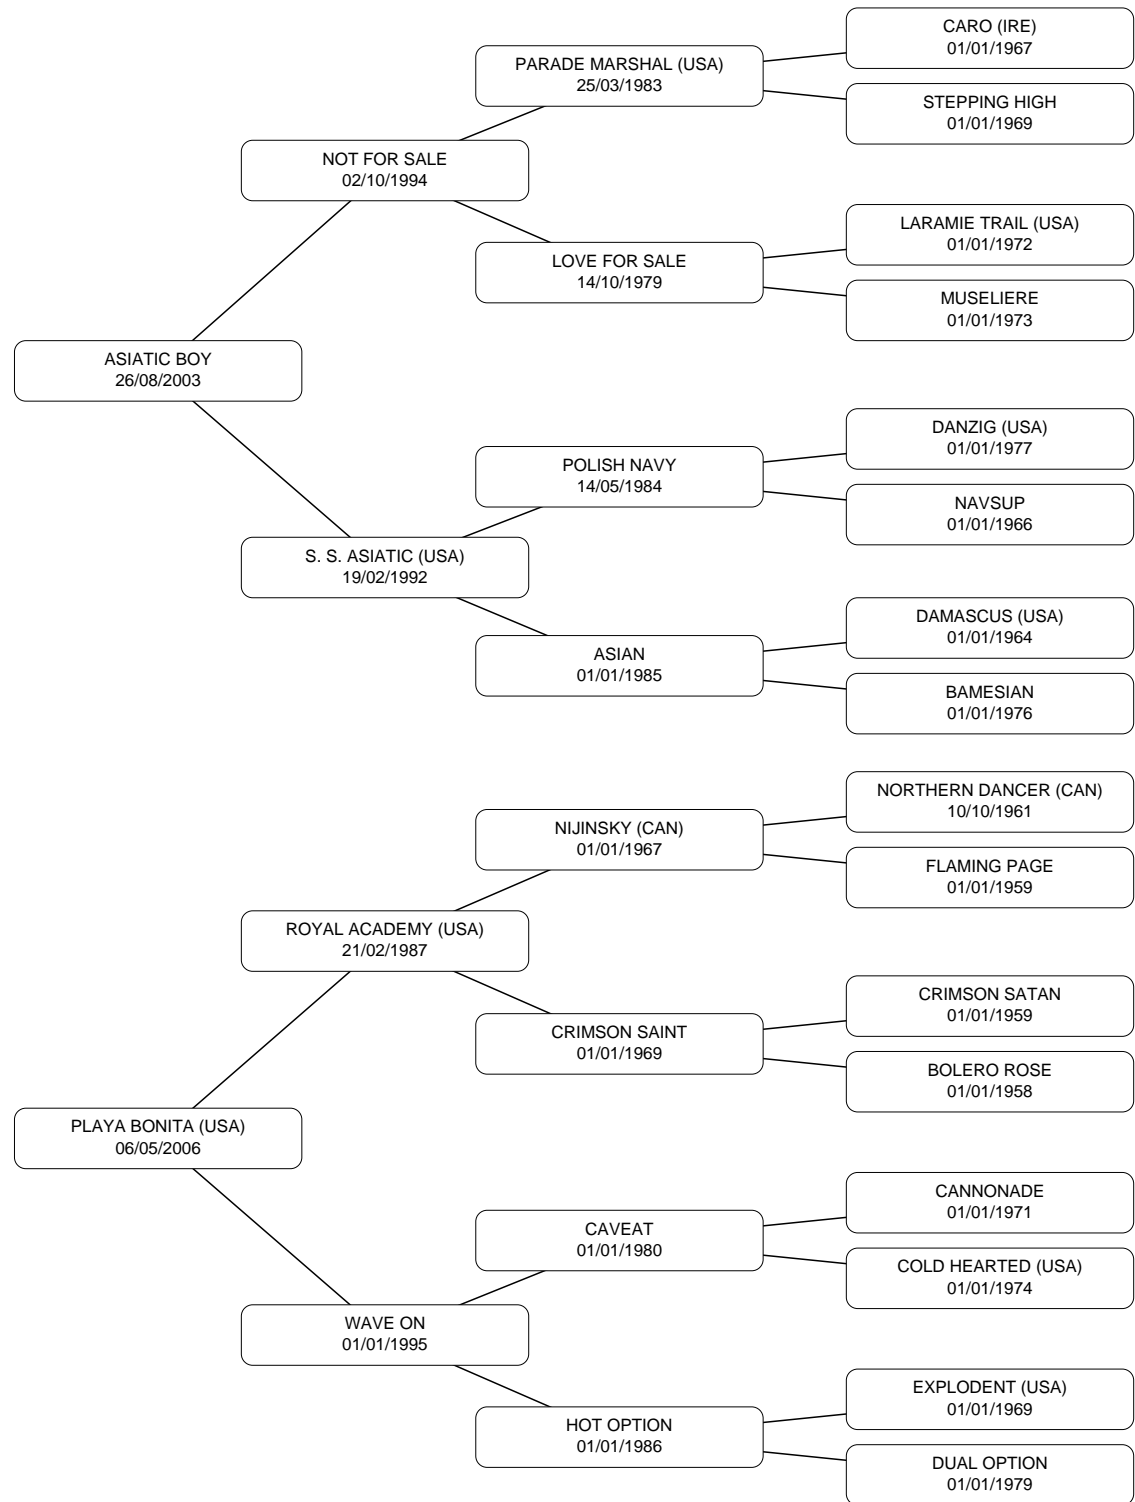 CARO (IRE)
01/01/1967
PARADE MARSHAL (USA)
25/03/1983
STEPPING HIGH
01/01/1969
NOT FOR SALE
02/10/1994
LARAMIE TRAIL (USA)
01/01/1972
LOVE FOR SALE
14/10/1979
MUSELIERE
01/01/1973
ASIATIC BOY
26/08/2003
DANZIG (USA)
01/01/1977
POLISH NAVY
14/05/1984
NAVSUP
01/01/1966
S. S. ASIATIC (USA)
19/02/1992
DAMASCUS (USA)
01/01/1964
ASIAN
01/01/1985
BAMESIAN
01/01/1976
NORTHERN DANCER (CAN)
10/10/1961
NIJINSKY (CAN)
01/01/1967
FLAMING PAGE
01/01/1959
ROYAL ACADEMY (USA)
21/02/1987
CRIMSON SATAN
01/01/1959
CRIMSON SAINT
01/01/1969
BOLERO ROSE
01/01/1958
PLAYA BONITA (USA)
06/05/2006
CANNONADE
01/01/1971
CAVEAT
01/01/1980
COLD HEARTED (USA)
01/01/1974
WAVE ON
01/01/1995
EXPLODENT (USA)
01/01/1969
HOT OPTION
01/01/1986
DUAL OPTION
01/01/1979